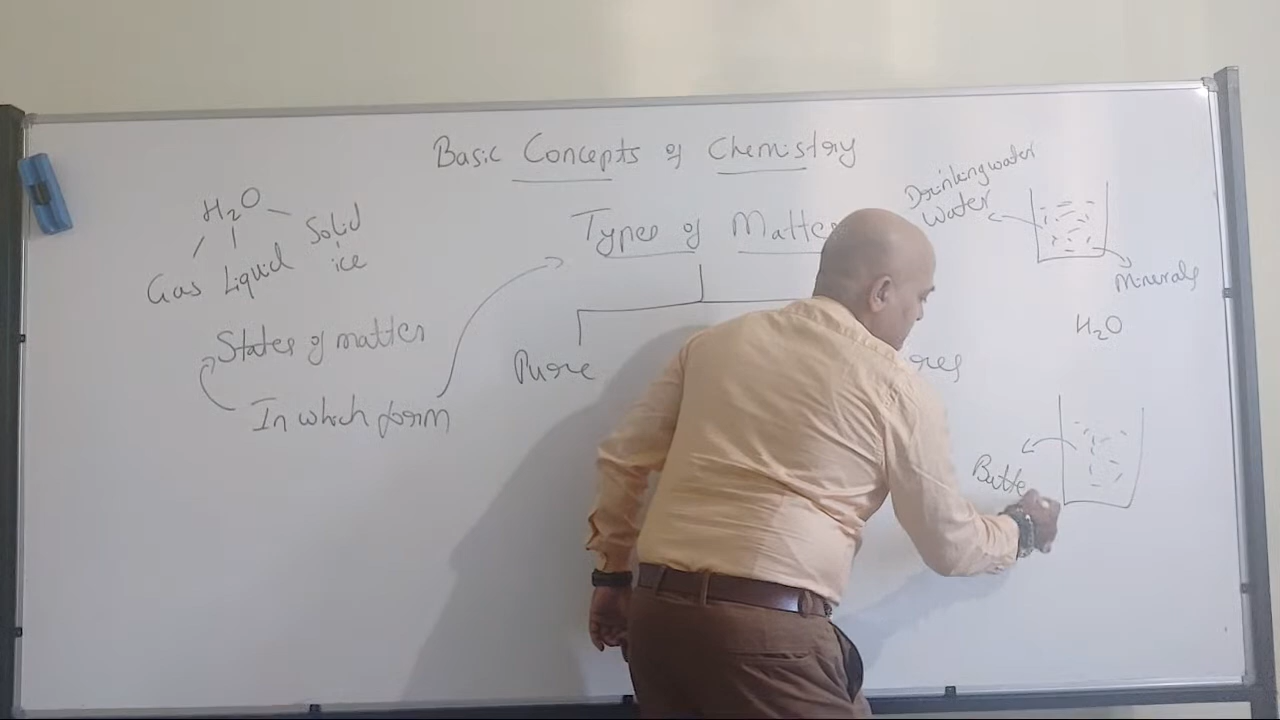 Basic Concepts of Chemistry
Types of Matter
H₂O
Solid
Gas Liquid ice
States of matter
In which form
Pure
Drinking water
Water
Minerals
H₂O
Butte